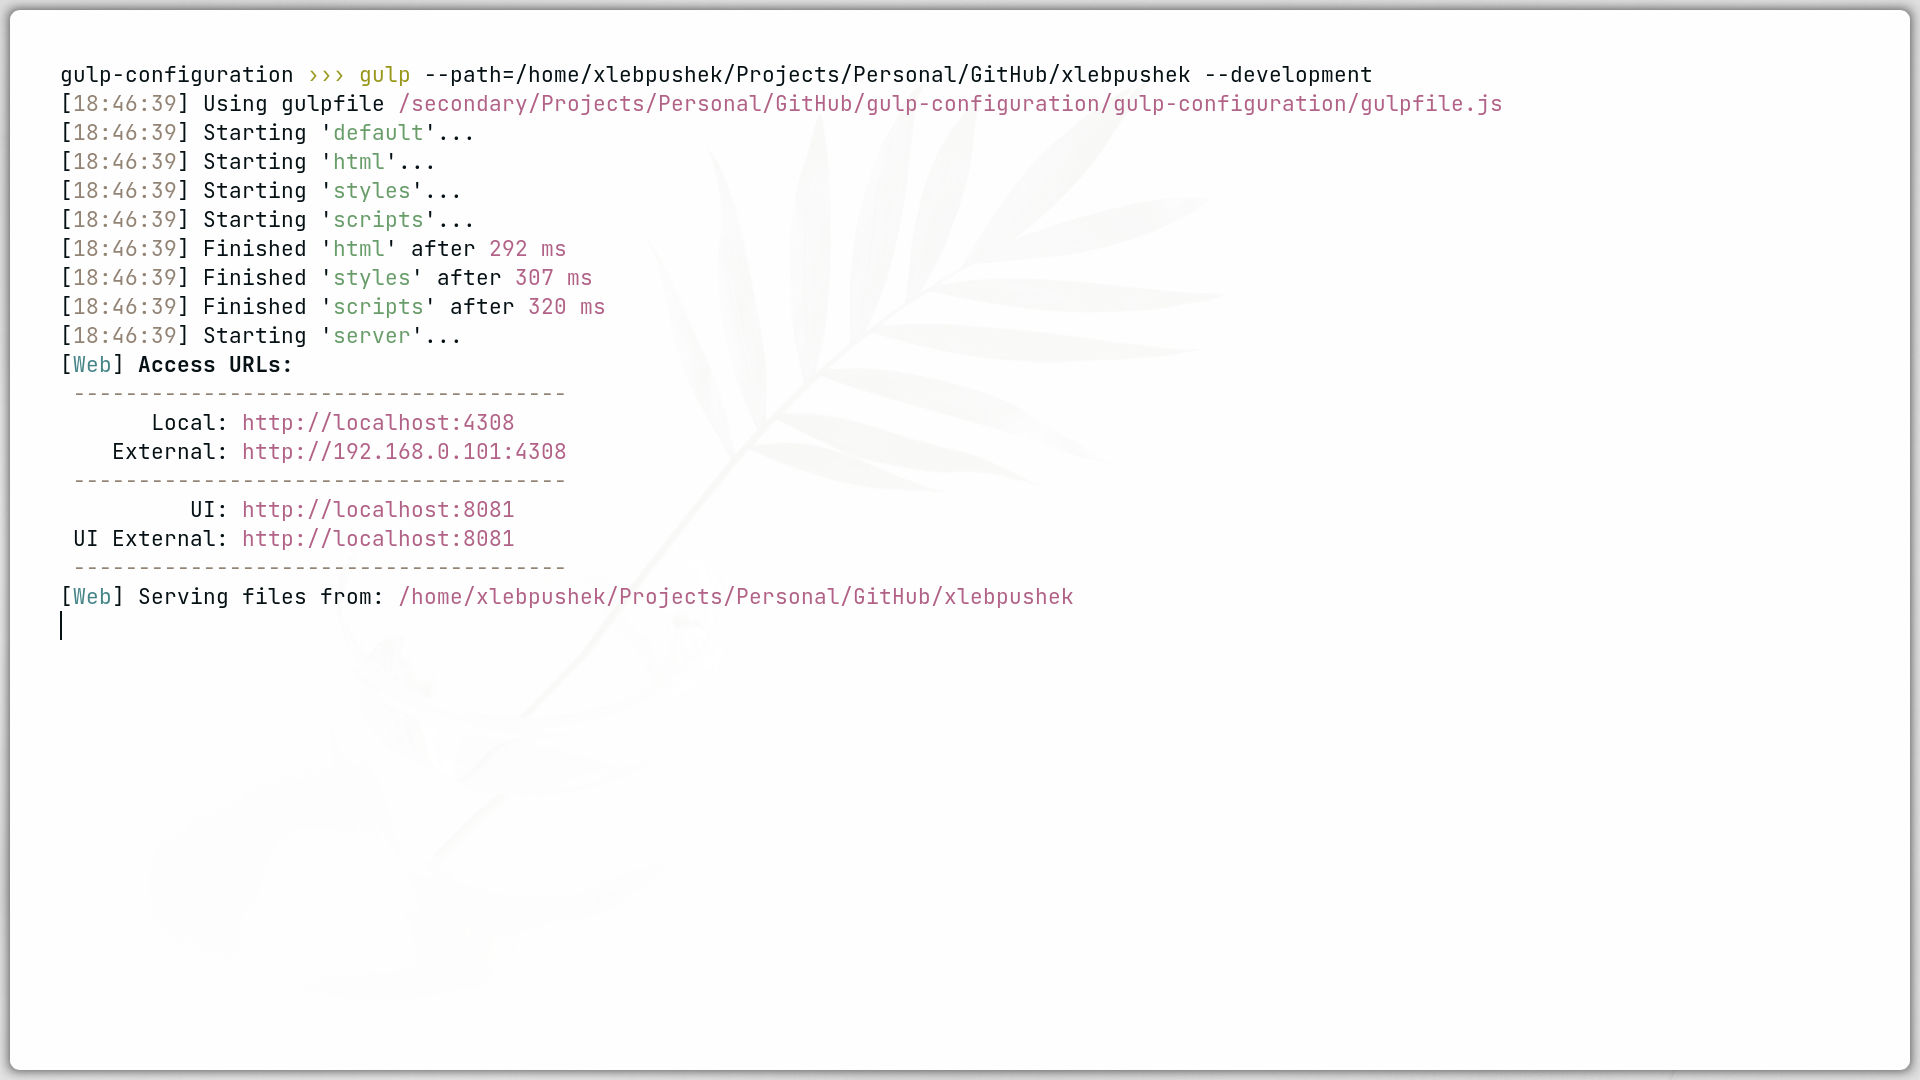 gulp-configuration ››› gulp --path=/home/xlebpushek/Projects/Personal/GitHub/xlebpushek --development
[18:46:39] Using gulpfile /secondary/Projects/Personal/GitHub/gulp-configuration/gulp-configuration/gulpfile.js
[18:46:39] Starting 'default'...
[18:46:39] Starting 'html'...
[18:46:39] Starting 'styles'...
[18:46:39] Starting 'scripts'...
[18:46:39] Finished 'html' after 292 ms
[18:46:39] Finished 'styles' after 307 ms
[18:46:39] Finished 'scripts' after 320 ms
[18:46:39] Starting 'server'...
[Web] Access URLs:
 --------------------------------------
       Local: http://localhost:4308
    External: http://192.168.0.101:4308
 --------------------------------------
          UI: http://localhost:8081
 UI External: http://localhost:8081
 --------------------------------------
[Web] Serving files from: /home/xlebpushek/Projects/Personal/GitHub/xlebpushek